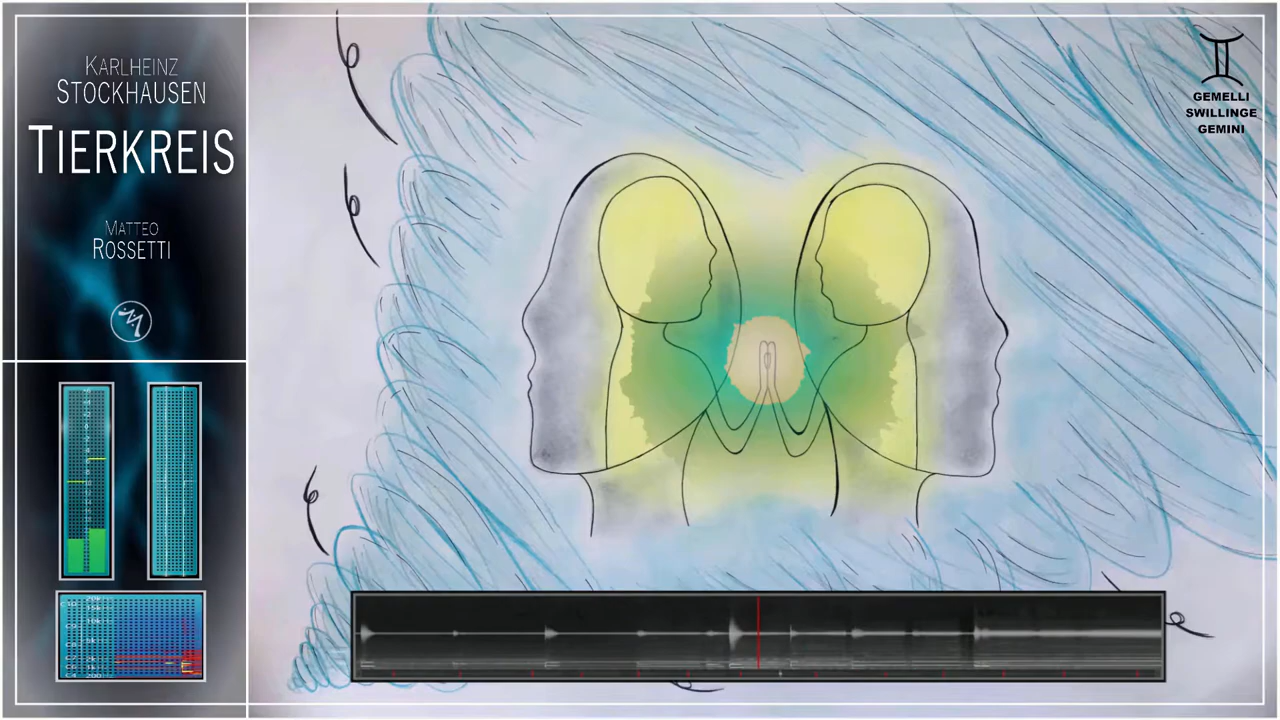 KARLHEINZ
STOCKHAUSEN
TIERKREIS
MATTEO
ROSSETTI
GEMELLI
SWILLINGE
GEMINI